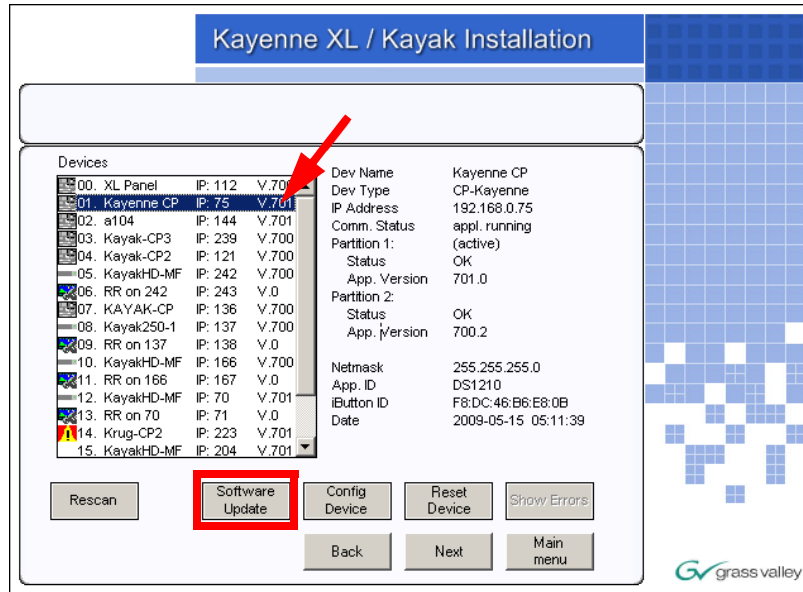 Kayenne XL / Kayak Installation
Devices
00. XL Panel IP: 112 V.700
01. Kayenne CP IP: 75 V.701
02. a104 IP: 144 V.701
03. Kayak-CP3 IP: 239 V.700
04. Kayak-CP2 IP: 121 V.700
05. KayakHD-MF IP: 242 V.700
06. RR on 242 IP: 243 V.0
07. KAYAK-CP IP: 136 V.700
08. Kayak250-1 IP: 137 V.700
09. RR on 137 IP: 138 V.0
10. KayakHD-MF IP: 166 V.700
11. RR on 166 IP: 167 V.0
12. KayakHD-MF IP: 70 V.701
13. RR on 70 IP: 71 V.0
14. Krug-CP2 IP: 223 V.701
15. KayakHD-MF IP: 204 V.701
Dev Name Kayenne CP
Dev Type CP-Kayenne
IP Address 192.168.0.75
Comm. Status appl. running
Partition 1: (active)
Status OK
App. Version 701.0
Partition 2:
Status OK
App. Version 700.2
Netmask 255.255.255.0
App. ID DS1210
iButton ID F8:DC:46:B6:E8:0B
Date 2009-05-15 05:11:39
Rescan
Software Update
Config Device
Reset Device
Show Errors
Back
Next
Main menu
grass valley